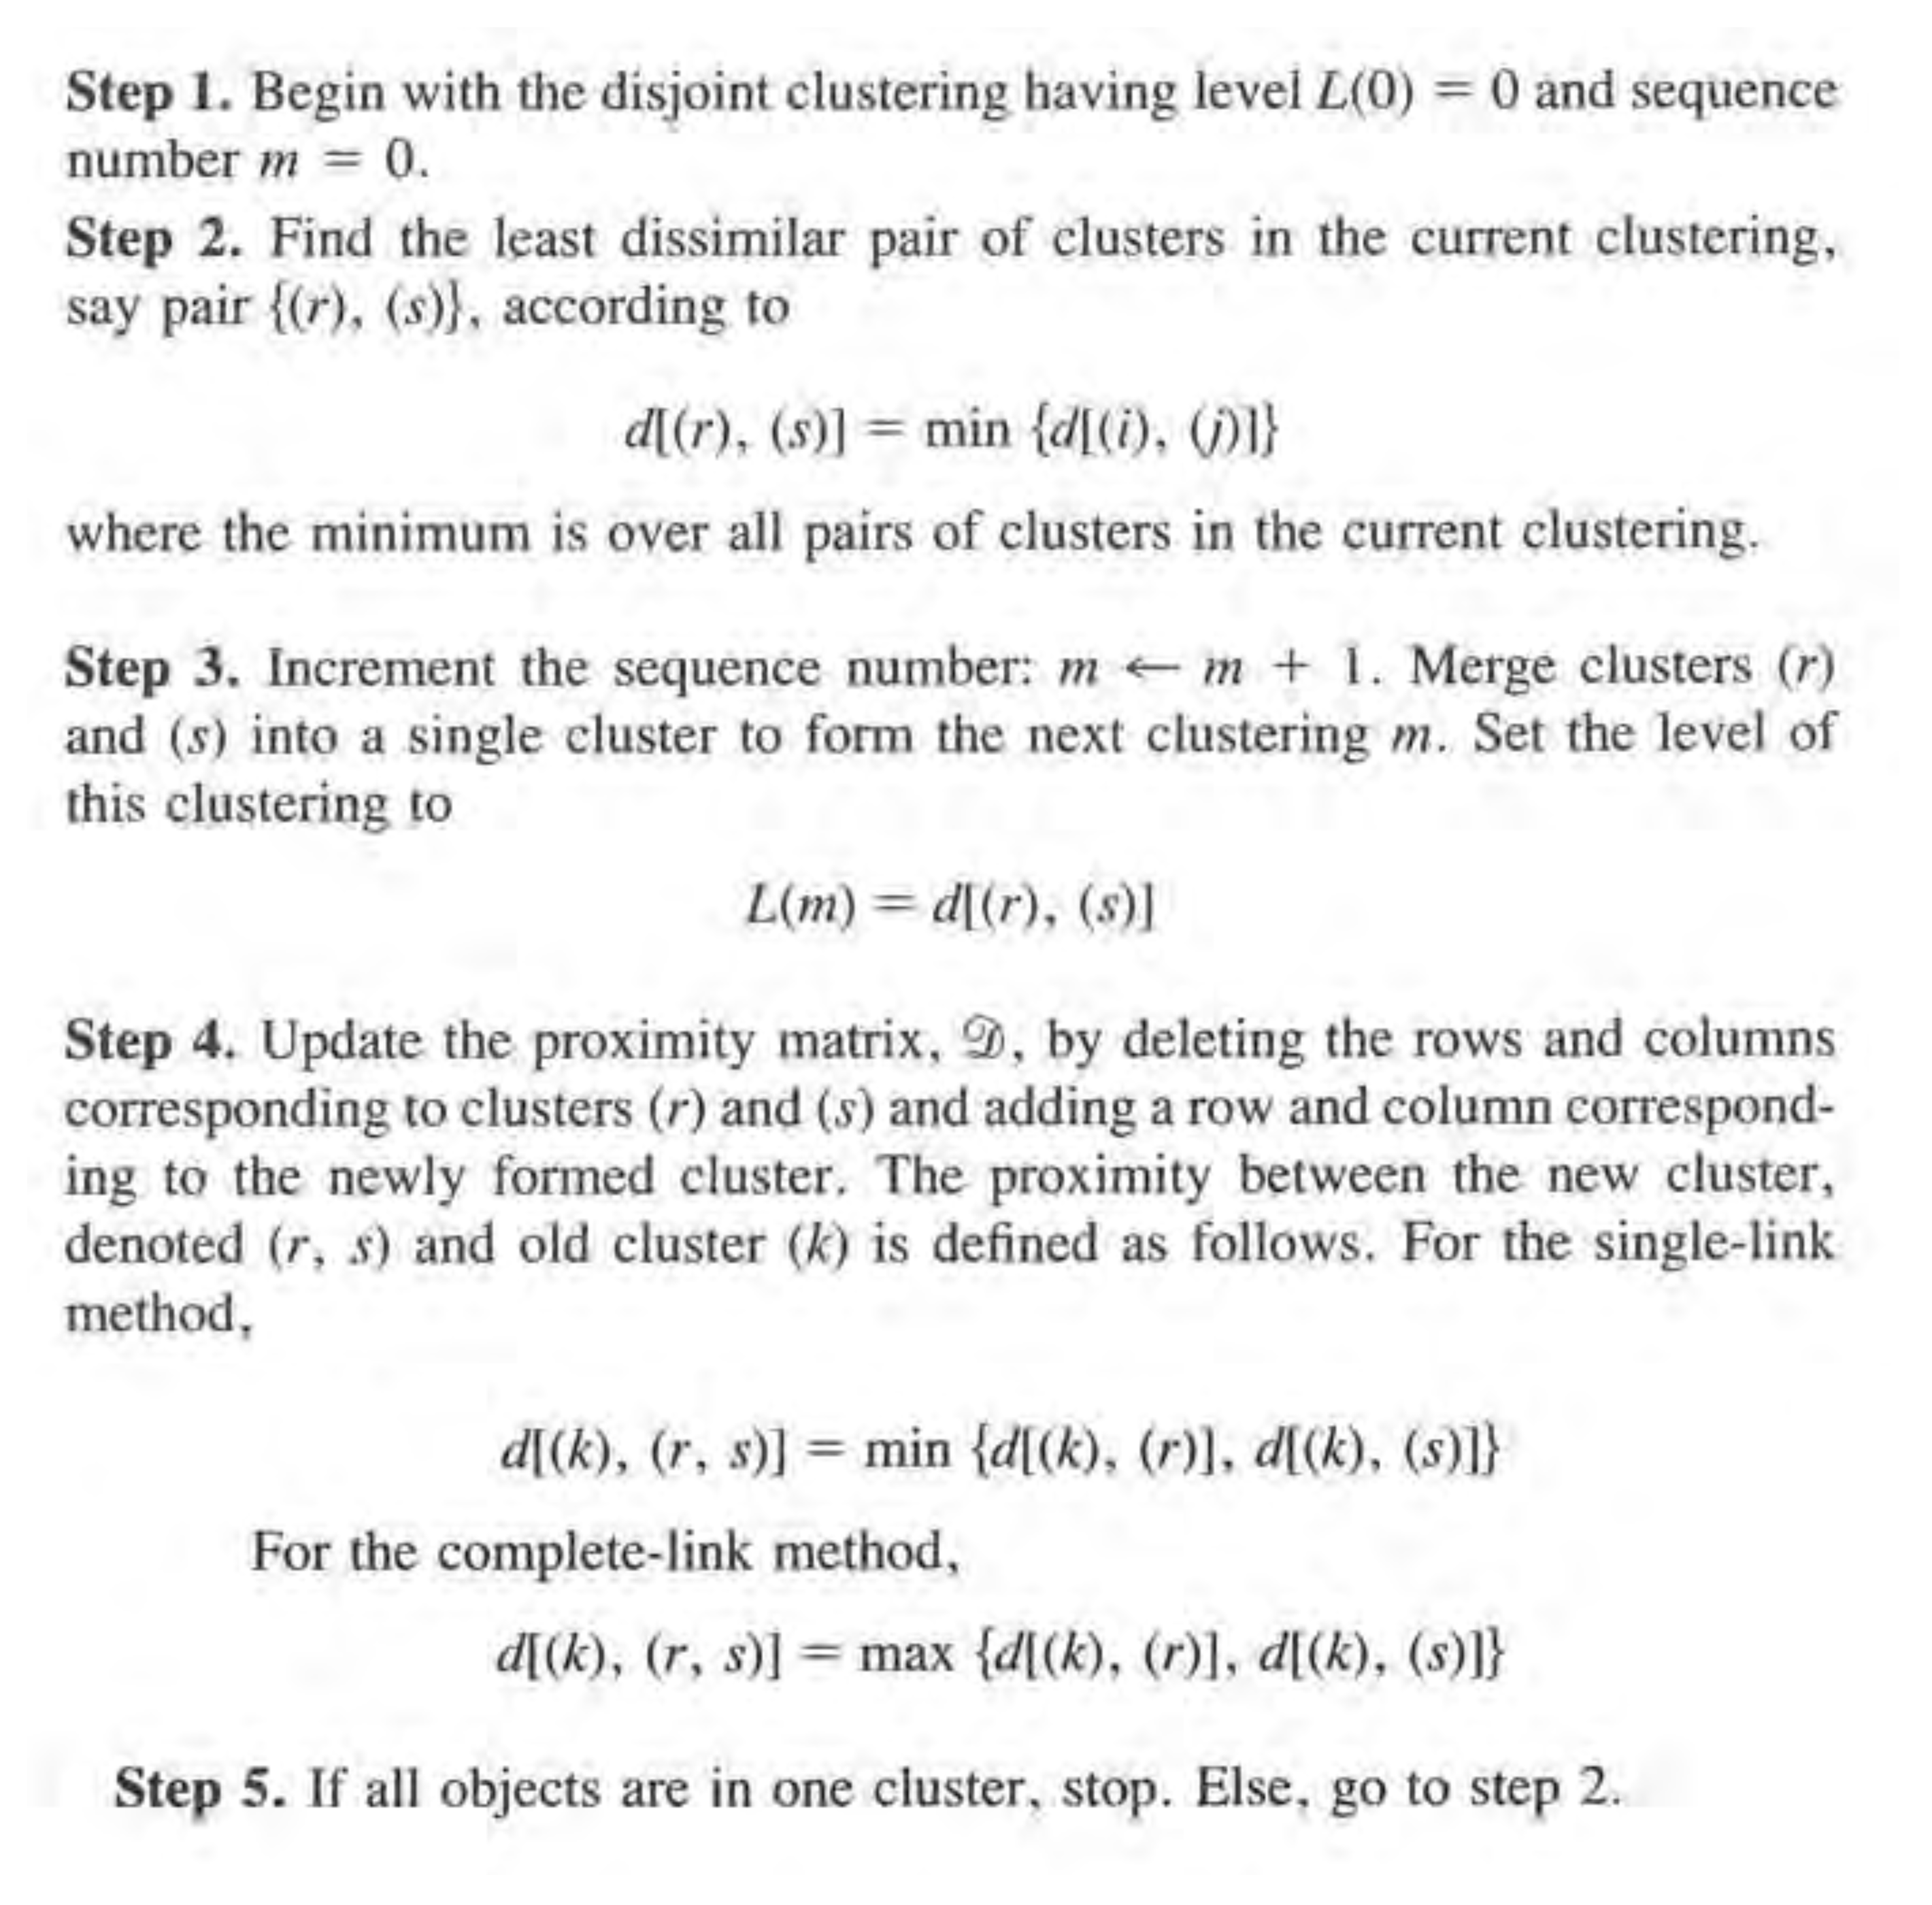 Step 1. Begin with the disjoint clustering having level L(0) = 0 and sequence
number m = 0.
Step 2. Find the least dissimilar pair of clusters in the current clustering,
say pair {(r), (s)}, according to
d[(r), (s)] = min {d[(i), (j)]}
where the minimum is over all pairs of clusters in the current clustering.
Step 3. Increment the sequence number: m ← m + 1. Merge clusters (r)
and (s) into a single cluster to form the next clustering m. Set the level of
this clustering to
L(m) = d[(r), (s)]
Step 4. Update the proximity matrix, 𝒟, by deleting the rows and columns
corresponding to clusters (r) and (s) and adding a row and column correspond-
ing to the newly formed cluster. The proximity between the new cluster,
denoted (r, s) and old cluster (k) is defined as follows. For the single-link
method,
d[(k), (r, s)] = min {d[(k), (r)], d[(k), (s)]}
For the complete-link method,
d[(k), (r, s)] = max {d[(k), (r)], d[(k), (s)]}
Step 5. If all objects are in one cluster, stop. Else, go to step 2.